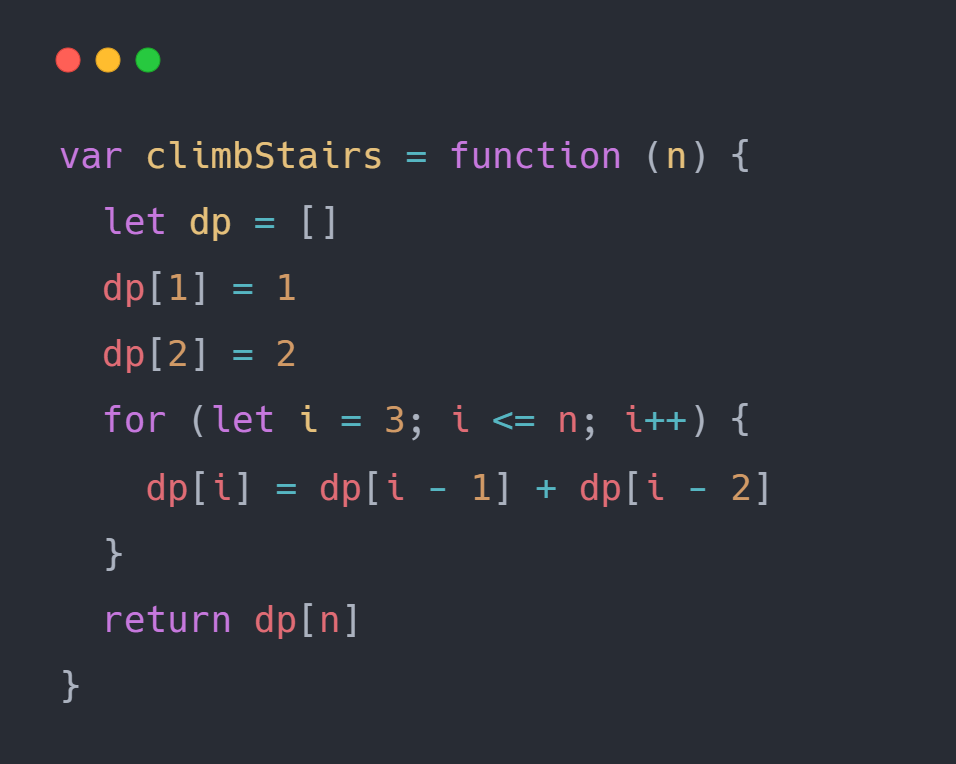 var climbStairs = function (n) {
  let dp = []
  dp[1] = 1
  dp[2] = 2
  for (let i = 3; i <= n; i++) {
    dp[i] = dp[i - 1] + dp[i - 2]
  }
  return dp[n]
}